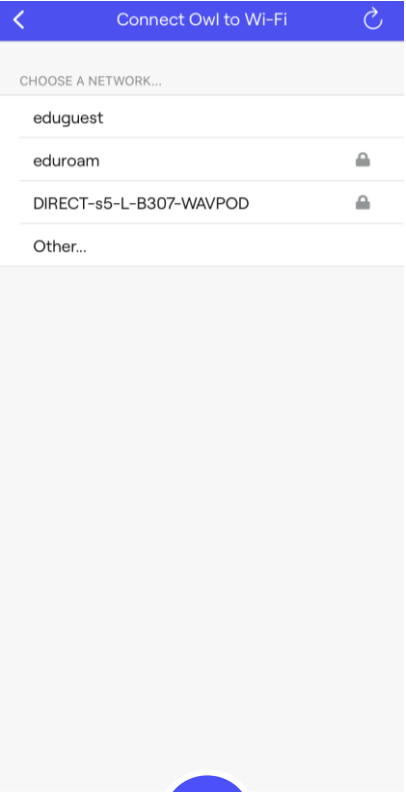 Connect Owl to Wi-Fi
CHOOSE A NETWORK...
eduguest
eduroam
DIRECT-s5-L-B307-WAVPOD
Other...